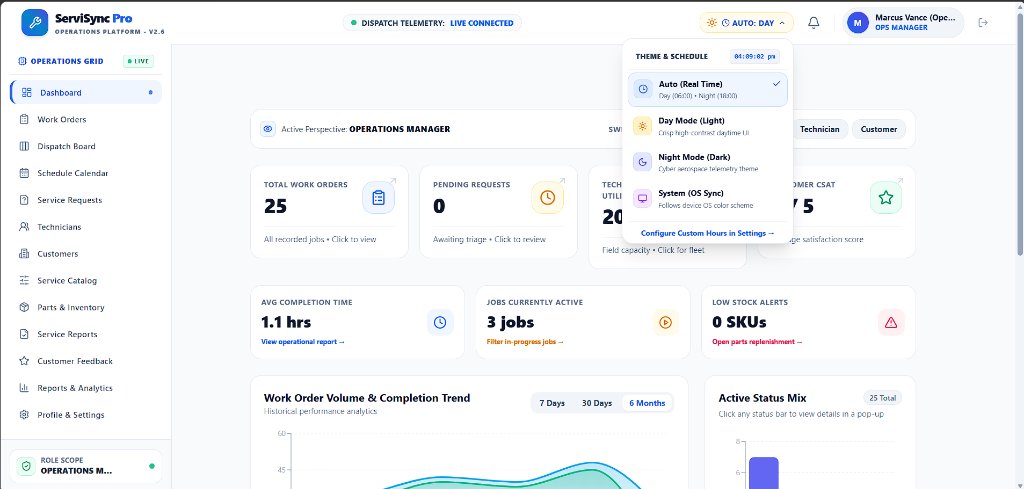 ServiSync Pro
OPERATIONS PLATFORM - V2.6
DISPATCH TELEMETRY: LIVE CONNECTED
AUTO: DAY
M
Marcus Vance (Ope...
OPS MANAGER
OPERATIONS GRID
LIVE
Dashboard
Work Orders
Dispatch Board
Schedule Calendar
Service Requests
Technicians
Customers
Service Catalog
Parts & Inventory
Service Reports
Customer Feedback
Reports & Analytics
Profile & Settings
ROLE SCOPE
OPERATIONS M...
THEME & SCHEDULE
04:09:02 pm
Auto (Real Time)
Day (06:00) • Night (18:00)
Day Mode (Light)
Crisp high-contrast daytime UI
Night Mode (Dark)
Cyber aerospace telemetry theme
System (OS Sync)
Follows device OS color scheme
Configure Custom Hours in Settings →
Active Perspective: OPERATIONS MANAGER
Technician
Customer
TOTAL WORK ORDERS
25
All recorded jobs • Click to view
PENDING REQUESTS
0
Awaiting triage • Click to review
TECH
UTILI
20
Field capacity • Click for fleet
OMER CSAT
/ 5
ge satisfaction score
AVG COMPLETION TIME
1.1 hrs
View operational report →
JOBS CURRENTLY ACTIVE
3 jobs
Filter in-progress jobs →
LOW STOCK ALERTS
0 SKUs
Open parts replenishment →
Work Order Volume & Completion Trend
Historical performance analytics
7 Days
30 Days
6 Months
60
45
Active Status Mix
25 Total
Click any status bar to view details in a pop-up
8
6